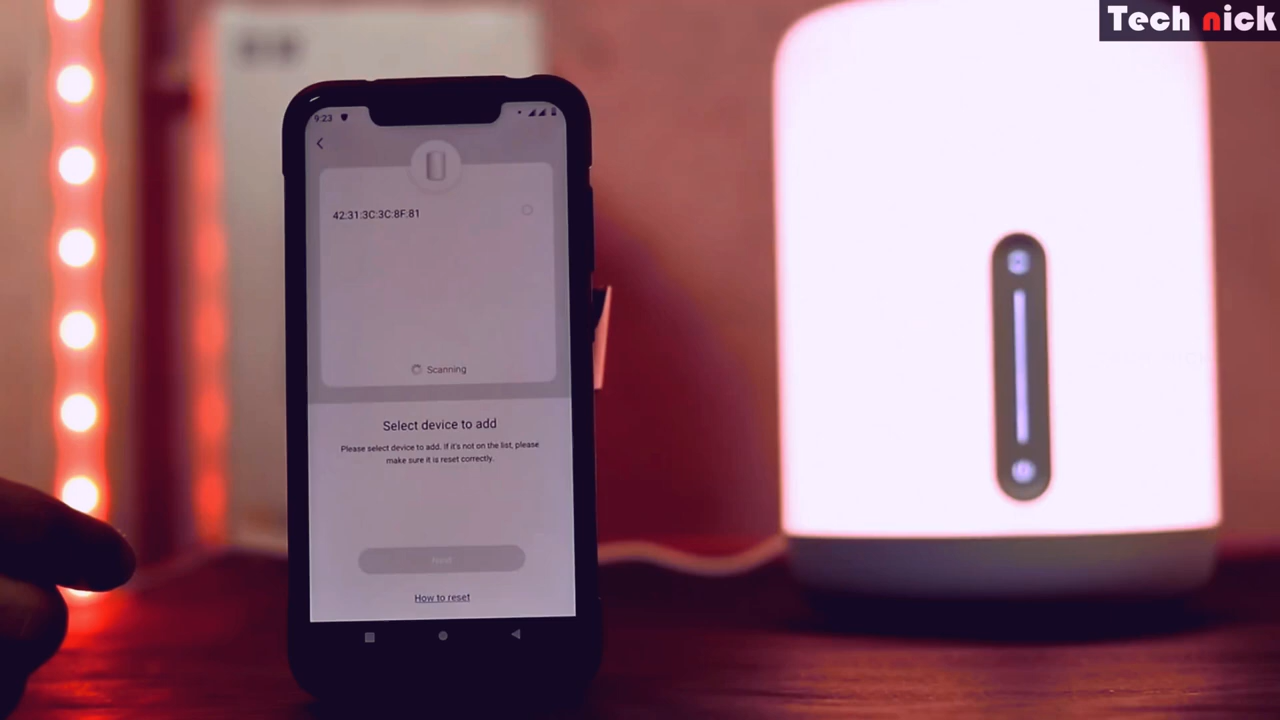 Tech nick
9:23
42:31:3C:3C:8F:81
Scanning
Select device to add
Please select device to add. If it's not on the list, please
make sure it is reset correctly.
Next
How to reset